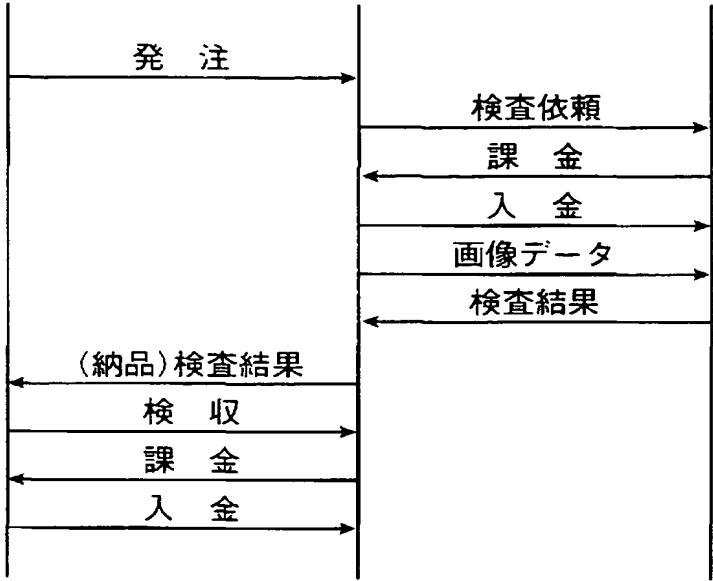 発 注
検査依頼
課 金
入 金
画像データ
検査結果
(納品)検査結果
検 収
課 金
入 金